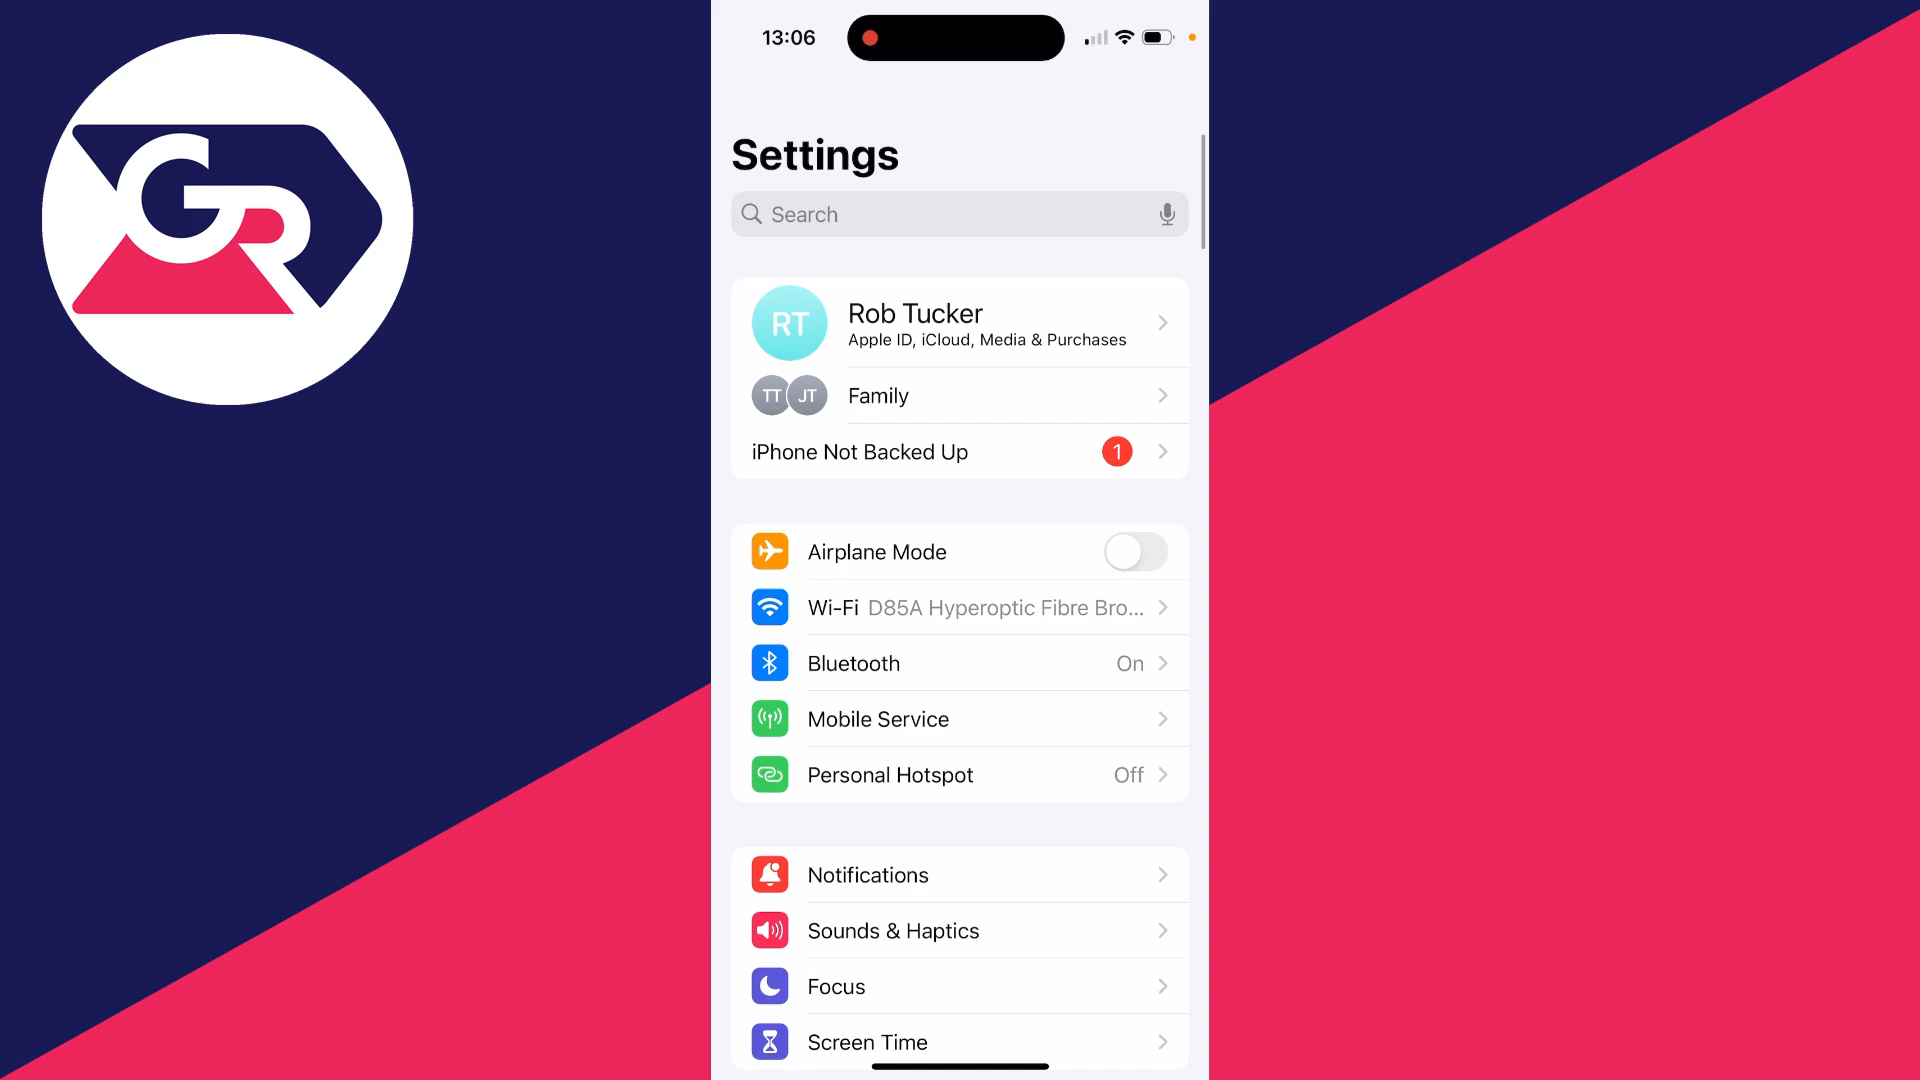 GR
13:06
Settings
Search
RT
Rob Tucker
Apple ID, iCloud, Media & Purchases
TT JT Family
iPhone Not Backed Up 1
Airplane Mode
Wi-Fi D85A Hyperoptic Fibre Bro...
Bluetooth On
Mobile Service
Personal Hotspot Off
Notifications
Sounds & Haptics
Focus
Screen Time